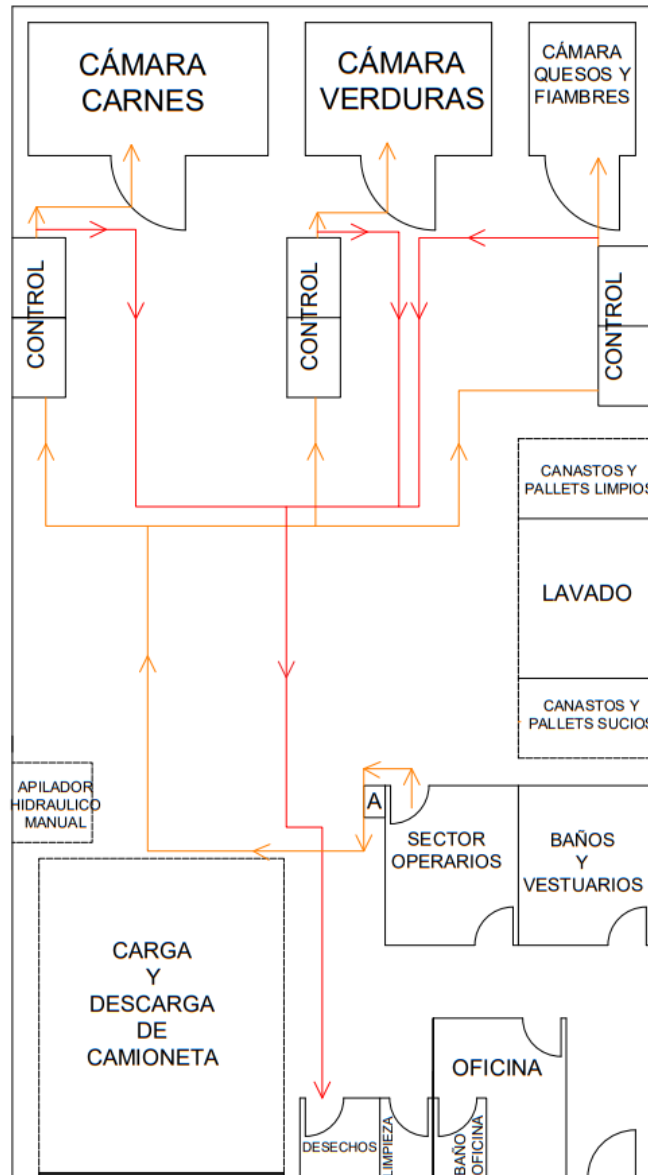 CÁMARA
CARNES
CÁMARA
VERDURAS
CÁMARA
QUESOS Y
FIAMBRES
CONTROL
CONTROL
CONTROL
CANASTOS Y
PALLETS LIMPIOS
LAVADO
CANASTOS Y
PALLETS SUCIOS
APILADOR
HIDRAULICO
MANUAL
A
SECTOR
OPERARIOS
BAÑOS
Y
VESTUARIOS
CARGA
Y
DESCARGA
DE
CAMIONETA
OFICINA
DESECHOS
LIMPIEZA
BAÑO
OFICINA